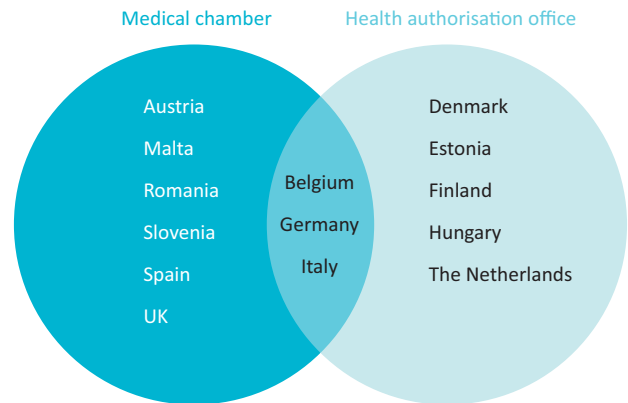 Medical chamber
Health authorisation office
Austria
Malta
Romania
Slovenia
Spain
UK
Belgium
Germany
Italy
Denmark
Estonia
Finland
Hungary
The Netherlands